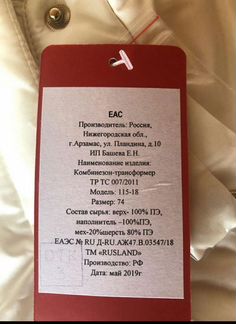 ЕАС
Производитель: Россия,
Нижегородская обл.,
г.Арзамас, ул. Пландина, д.10
ИП Башева Е.Н.
Наименование изделия:
Комбинезон-трансформер
ТР ТС 007/2011
Модель: 115-18
Размер: 74
Состав сырья: верх- 100% ПЭ,
наполнитель –100%ПЭ,
мех-20%шерсть 80% ПЭ
ЕАЭС № RU Д-RU.АЖ47.В.03547/18
ТМ «RUSLAND»
Производство: РФ
Дата: май 2019г